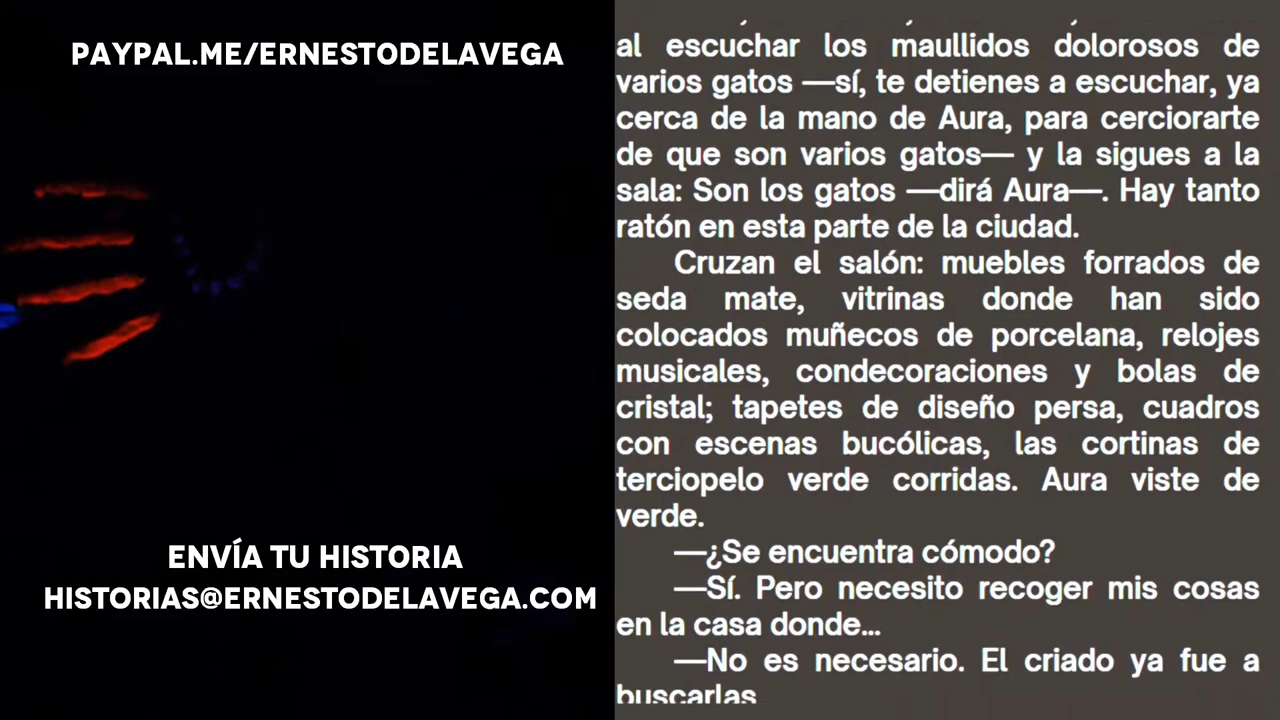 PAYPAL.ME/ERNESTODELAVEGA
ENVÍA TU HISTORIA
HISTORIAS@ERNESTODELAVEGA.COM
al escuchar los maullidos dolorosos de
varios gatos —sí, te detienes a escuchar, ya
cerca de la mano de Aura, para cerciorarte
de que son varios gatos— y la sigues a la
sala: Son los gatos —dirá Aura—. Hay tanto
ratón en esta parte de la ciudad.
Cruzan el salón: muebles forrados de
seda mate, vitrinas donde han sido
colocados muñecos de porcelana, relojes
musicales, condecoraciones y bolas de
cristal; tapetes de diseño persa, cuadros
con escenas bucólicas, las cortinas de
terciopelo verde corridas. Aura viste de
verde.
—¿Se encuentra cómodo?
—Sí. Pero necesito recoger mis cosas
en la casa donde...
—No es necesario. El criado ya fue a
buscarlas